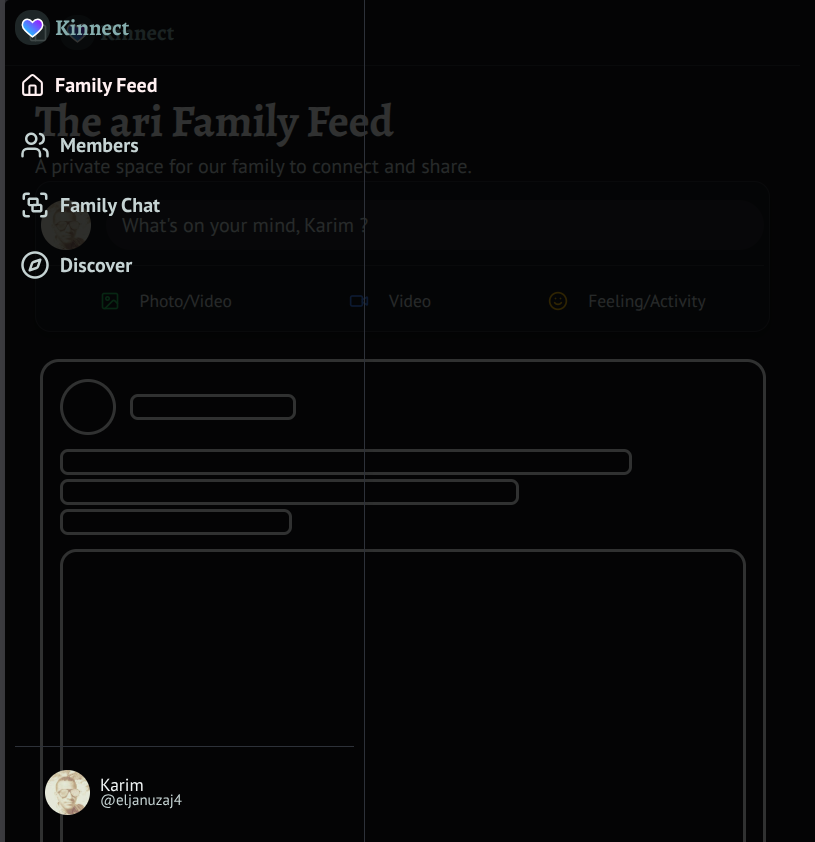 Kinnect
Kinnect
Family Feed
The ari Family Feed
Members
A private space for our family to connect and share.
Family Chat
What's on your mind, Karim ?
Discover
Photo/Video
Video
Feeling/Activity
Karim
@eljanuzaj4